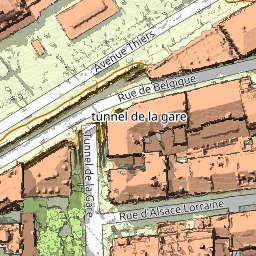 Avenue Thiers
Rue de Belgique
tunnel de la gare
Tunnel de la Gare
Rue d'Alsace Lorraine